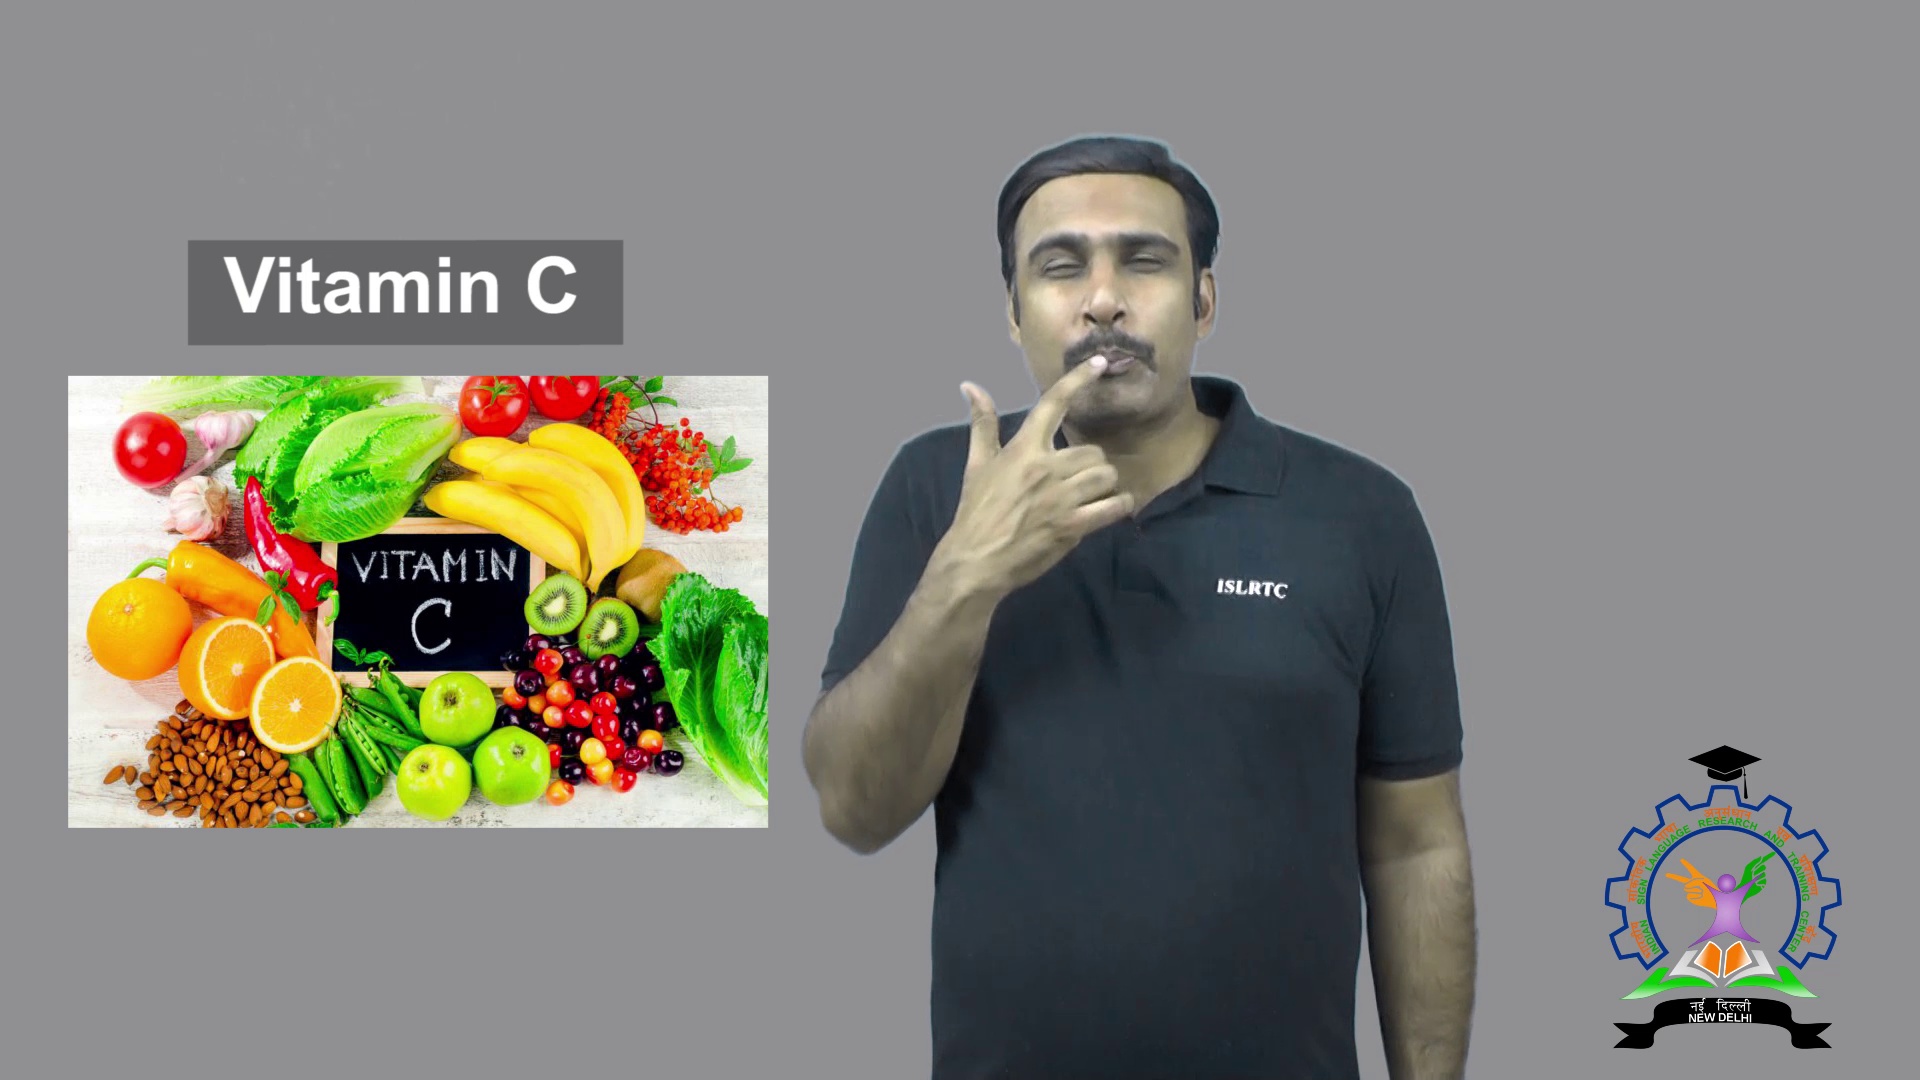 Vitamin C
VITAMIN
C
ISLRTC
INDIAN SIGN LANGUAGE RESEARCH AND TRAINING CENTER
नई दिल्ली
NEW DELHI